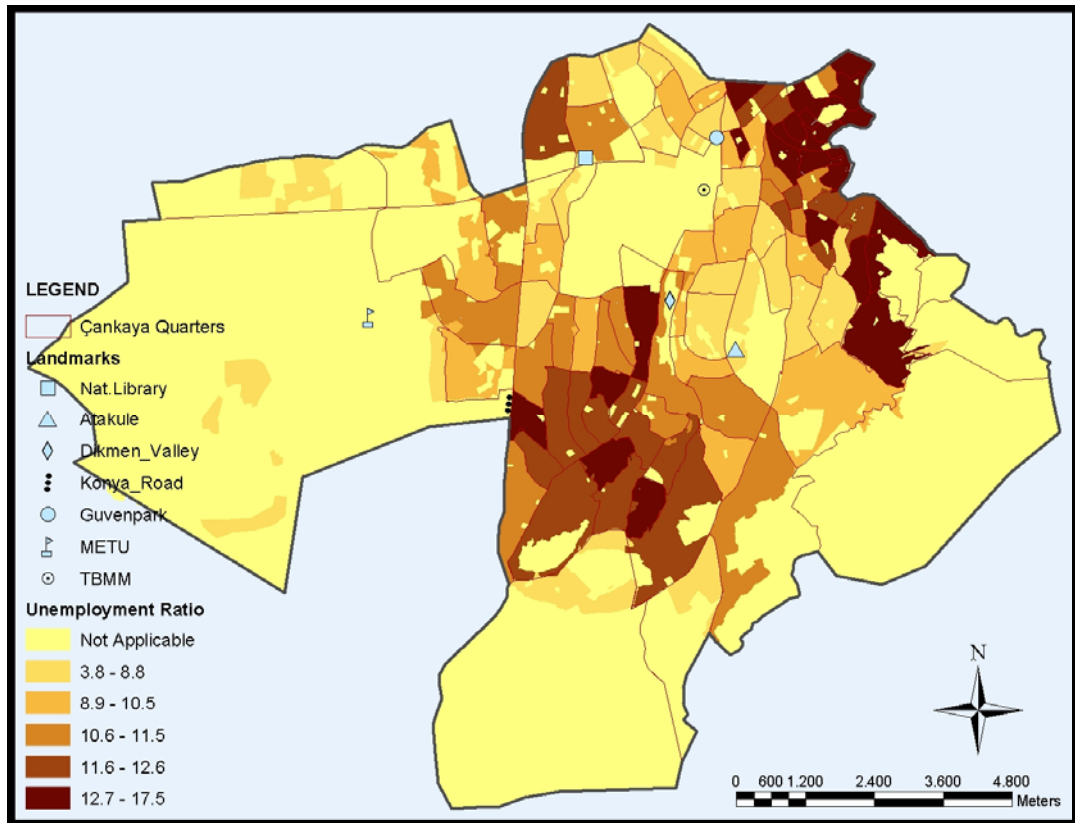 LEGEND
Çankaya Quarters
Landmarks
Nat.Library
Atakule
Dikmen_Valley
Konya_Road
Guvenpark
METU
TBMM
Unemployment Ratio
Not Applicable
3.8 - 8.8
8.9 - 10.5
10.6 - 11.5
11.6 - 12.6
12.7 - 17.5
N
0 600 1.200 2.400 3.600 4.800
Meters